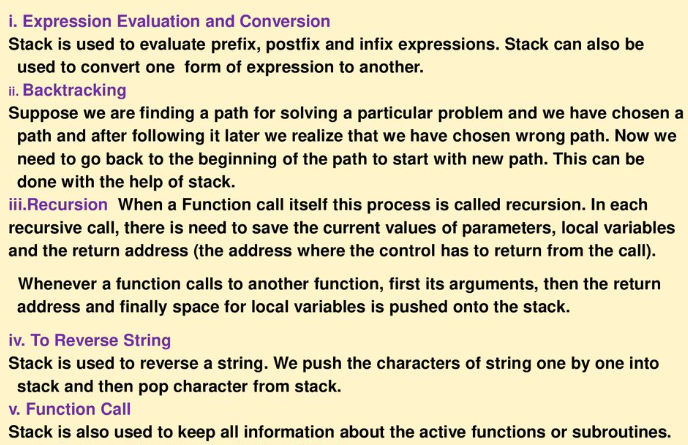 i. Expression Evaluation and Conversion
Stack is used to evaluate prefix, postfix and infix expressions. Stack can also be
used to convert one form of expression to another.
ii. Backtracking
Suppose we are finding a path for solving a particular problem and we have chosen a
path and after following it later we realize that we have chosen wrong path. Now we
need to go back to the beginning of the path to start with new path. This can be
done with the help of stack.
iii.Recursion When a Function call itself this process is called recursion. In each
recursive call, there is need to save the current values of parameters, local variables
and the return address (the address where the control has to return from the call).
Whenever a function calls to another function, first its arguments, then the return
address and finally space for local variables is pushed onto the stack.
iv. To Reverse String
Stack is used to reverse a string. We push the characters of string one by one into
stack and then pop character from stack.
v. Function Call
Stack is also used to keep all information about the active functions or subroutines.